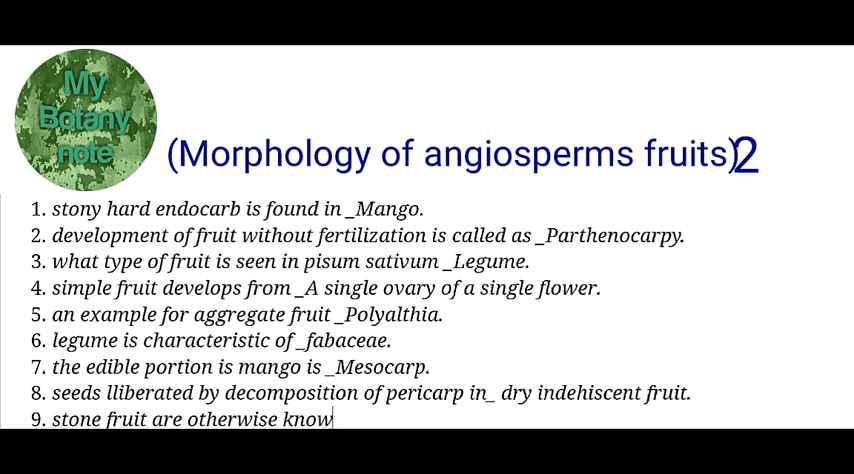 My
Botany
note
(Morphology of angiosperms fruits)2
1. stony hard endocarb is found in _Mango.
2. development of fruit without fertilization is called as _Parthenocarpy.
3. what type of fruit is seen in pisum sativum _Legume.
4. simple fruit develops from _A single ovary of a single flower.
5. an example for aggregate fruit _Polyalthia.
6. legume is characteristic of _fabaceae.
7. the edible portion is mango is _Mesocarp.
8. seeds lliberated by decomposition of pericarp in_ dry indehiscent fruit.
9. stone fruit are otherwise know